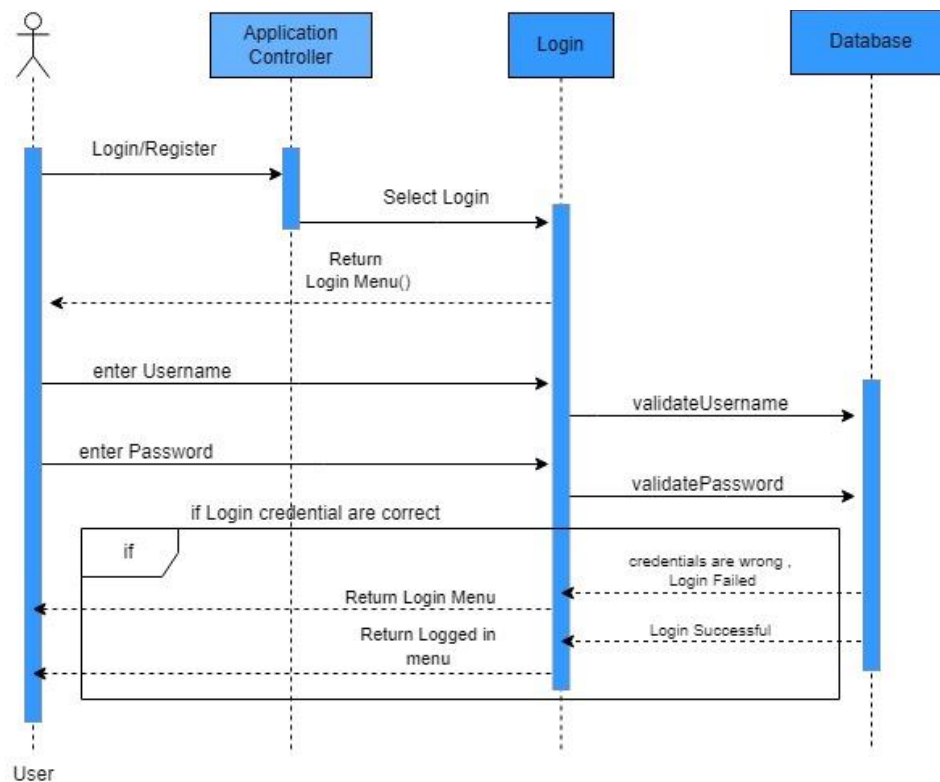 Application
Controller
Login
Database
Login/Register
Select Login
Return
Login Menu()
enter Username
validateUsername
enter Password
validatePassword
if Login credential are correct
if
credentials are wrong ,
Login Failed
Return Login Menu
Login Successful
Return Logged in
menu
User